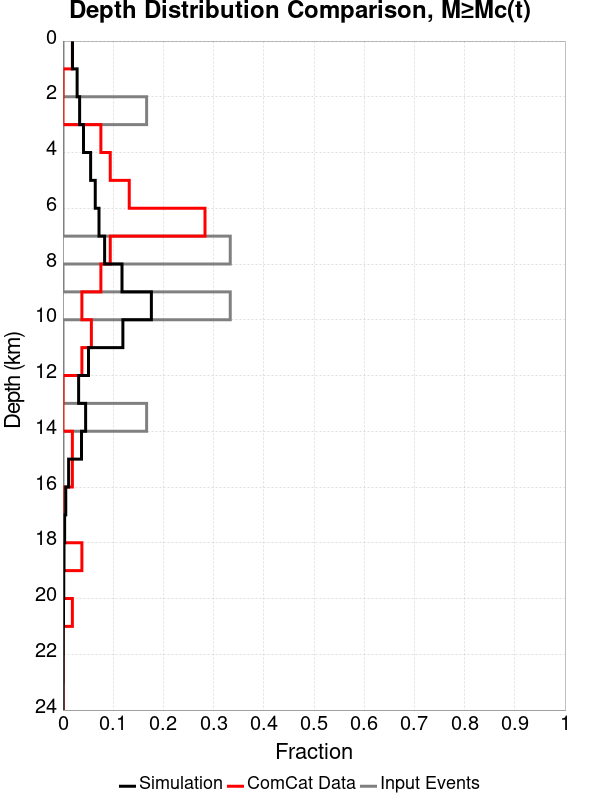 Depth Distribution Comparison, M≥Mc(t)
0
2
4
6
8
10
12
14
16
18
20
22
24
Depth (km)
0 0.1 0.2 0.3 0.4 0.5 0.6 0.7 0.8 0.9 1
Fraction
Simulation ComCat Data Input Events